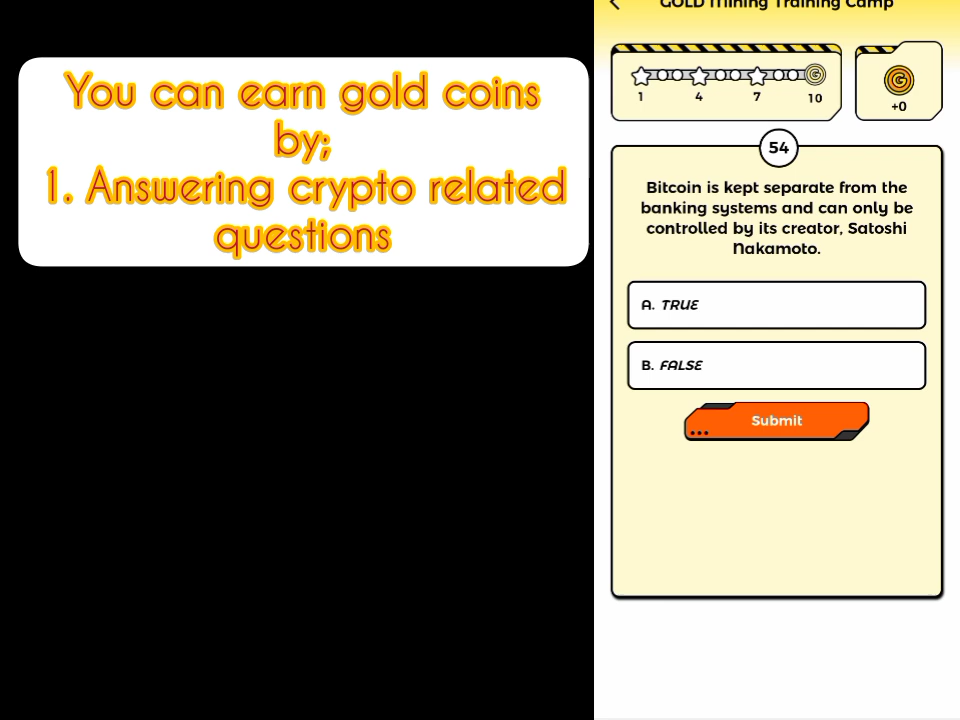 You can earn gold coins
by;
1. Answering crypto related
questions
GOLD Mining Training Camp
1
4
7
10
G
G
+0
54
Bitcoin is kept separate from the
banking systems and can only be
controlled by its creator, Satoshi
Nakamoto.
A. TRUE
B. FALSE
Submit